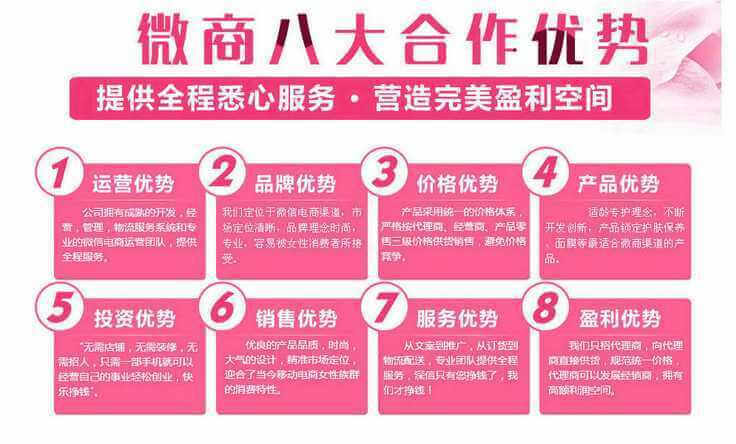 微商八大合作优势
提供全程悉心服务·营造完美盈利空间
1 运营优势
公司拥有成熟的开发，经
营，管理，物流服务系统和专
业的微信电商运营团队，提供
全程服务。
2 品牌优势
我们定位于微信电商渠道，市
场定位清晰，品牌理念时尚，
专业，容易被女性消费者所接
受。
3 价格优势
产品采用统一的价格体系，
严格按代理商、经营商、产品零
售三级价格供货销售，避免价格
竞争。
4 产品优势
适龄专护理念，不断
开发创新，产品锁定护肤保养
、面膜等最适合微商渠道的产
品。
5 投资优势
“无需店铺，无需装修，无
需招人，只需一部手机就可以
经营自己的事业轻松创业，快
乐挣钱”。
6 销售优势
优良的产品品质，时尚，
大气的设计，精准市场定位，
迎合了当今移动电商女性族群
的消费特性。
7 服务优势
从文案到推广，从订货到
物流配送，专业团队提供全程
服务，深信只有您挣钱了，我
们才挣钱！
8 盈利优势
我们只招代理商，向代理
商直接供货，规范统一价格，
代理商可以发展经销商，拥有
高额利润空间。